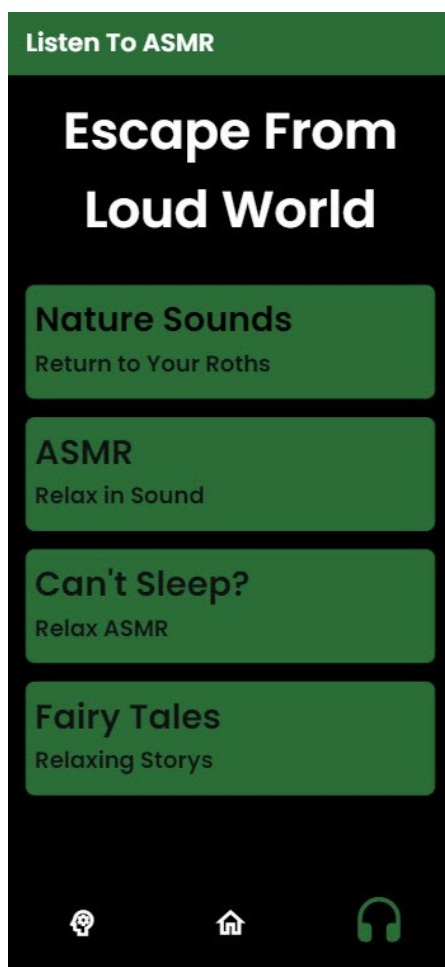 Listen To ASMR
Escape From
Loud World
Nature Sounds
Return to Your Roths
ASMR
Relax in Sound
Can't Sleep?
Relax ASMR
Fairy Tales
Relaxing Storys